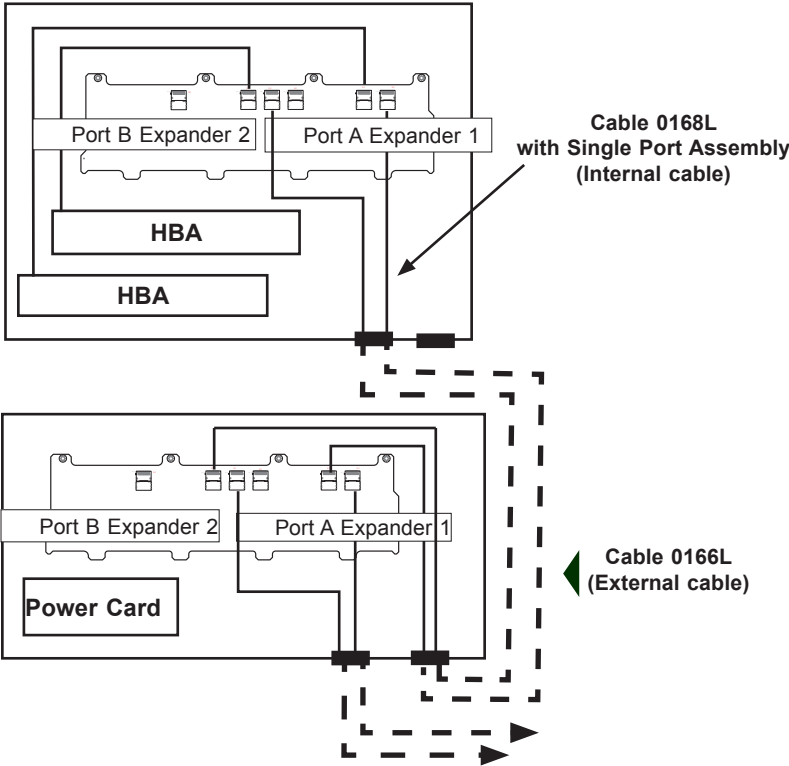 Port B Expander 2
Port A Expander 1
Cable 0168L
with Single Port Assembly
(Internal cable)
HBA
HBA
Port B Expander 2
Port A Expander 1
Cable 0166L
(External cable)
Power Card